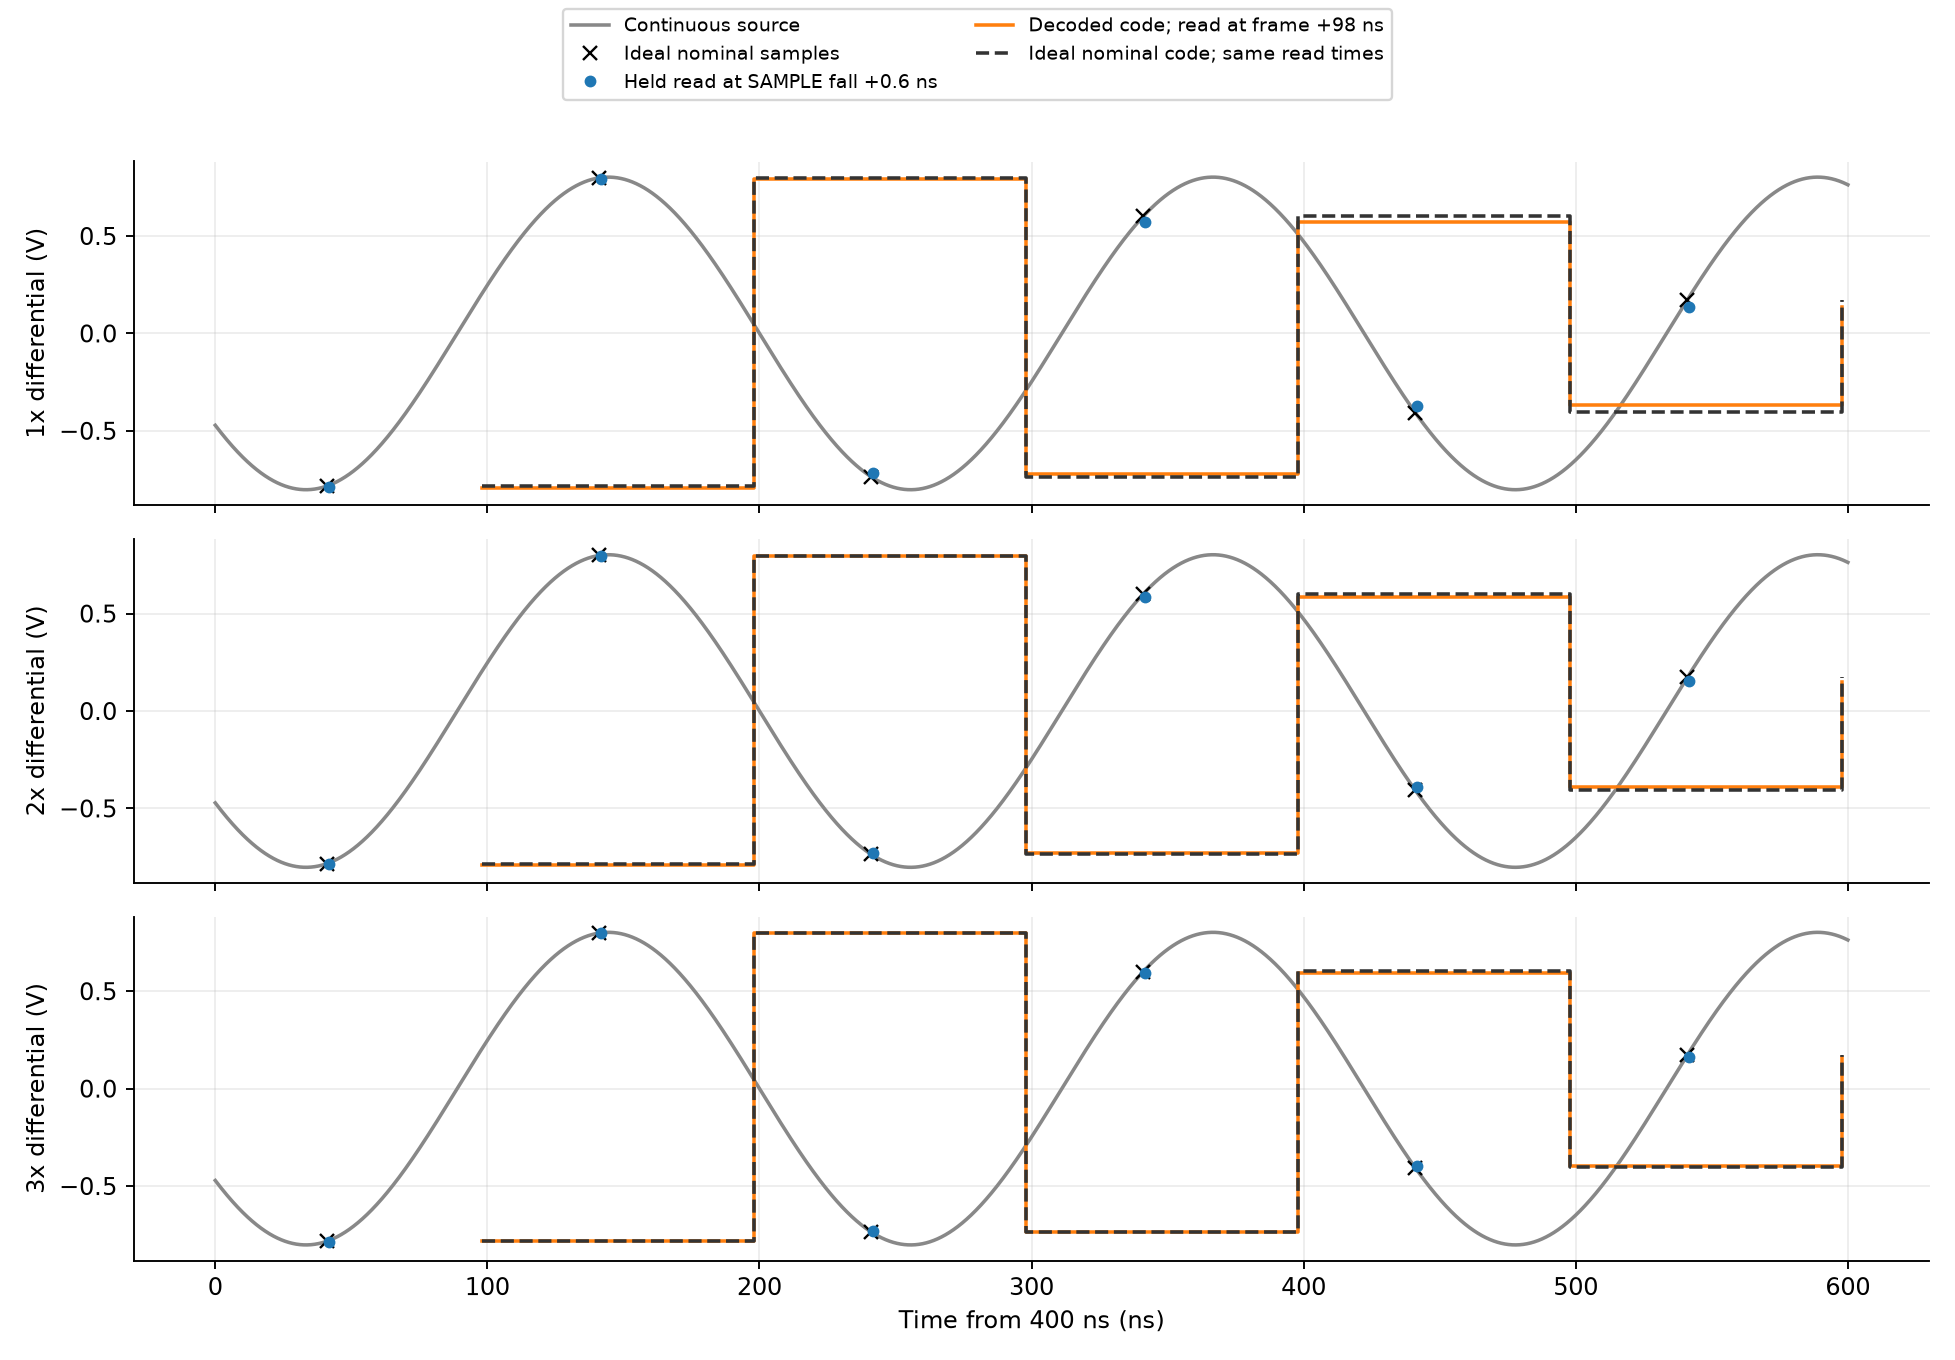 Continuous source
Ideal nominal samples
Held read at SAMPLE fall +0.6 ns
Decoded code; read at frame +98 ns
Ideal nominal code; same read times
1x differential (V)
0.5
0.0
−0.5
2x differential (V)
0.5
0.0
−0.5
3x differential (V)
0.5
0.0
−0.5
0 100 200 300 400 500 600
Time from 400 ns (ns)